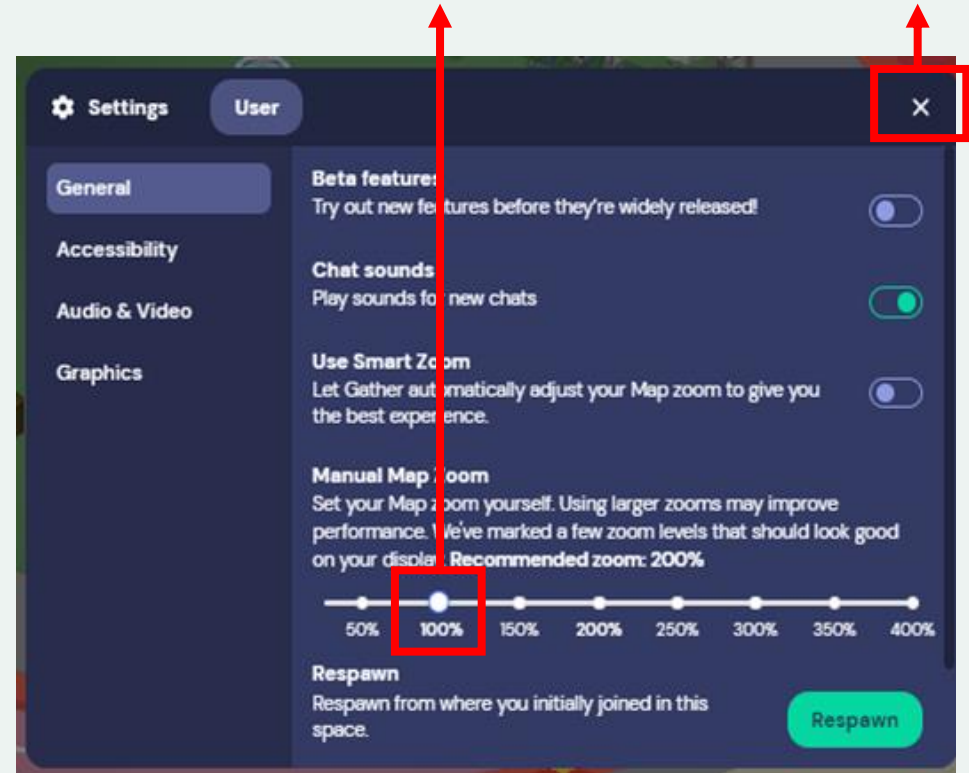 Settings
User
General
Accessibility
Audio & Video
Graphics
Beta features
Try out new features before they're widely released!
Chat sounds
Play sounds for new chats
Use Smart Zoom
Let Gather automatically adjust your Map zoom to give you
the best experience.
Manual Map Zoom
Set your Map zoom yourself. Using larger zooms may improve
performance. We've marked a few zoom levels that should look good
on your display. Recommended zoom: 200%
50% 100% 150% 200% 250% 300% 350% 400%
Respawn
Respawn from where you initially joined in this
space.
Respawn